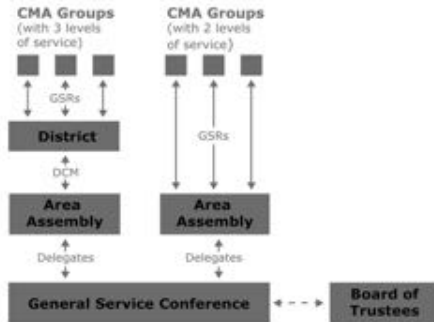 CMA Groups
(with 3 levels
of service)
CMA Groups
(with 2 levels
of service)
GSRs
GSRs
District
DCM
Area
Assembly
Area
Assembly
Delegates
Delegates
General Service Conference
Board of
Trustees